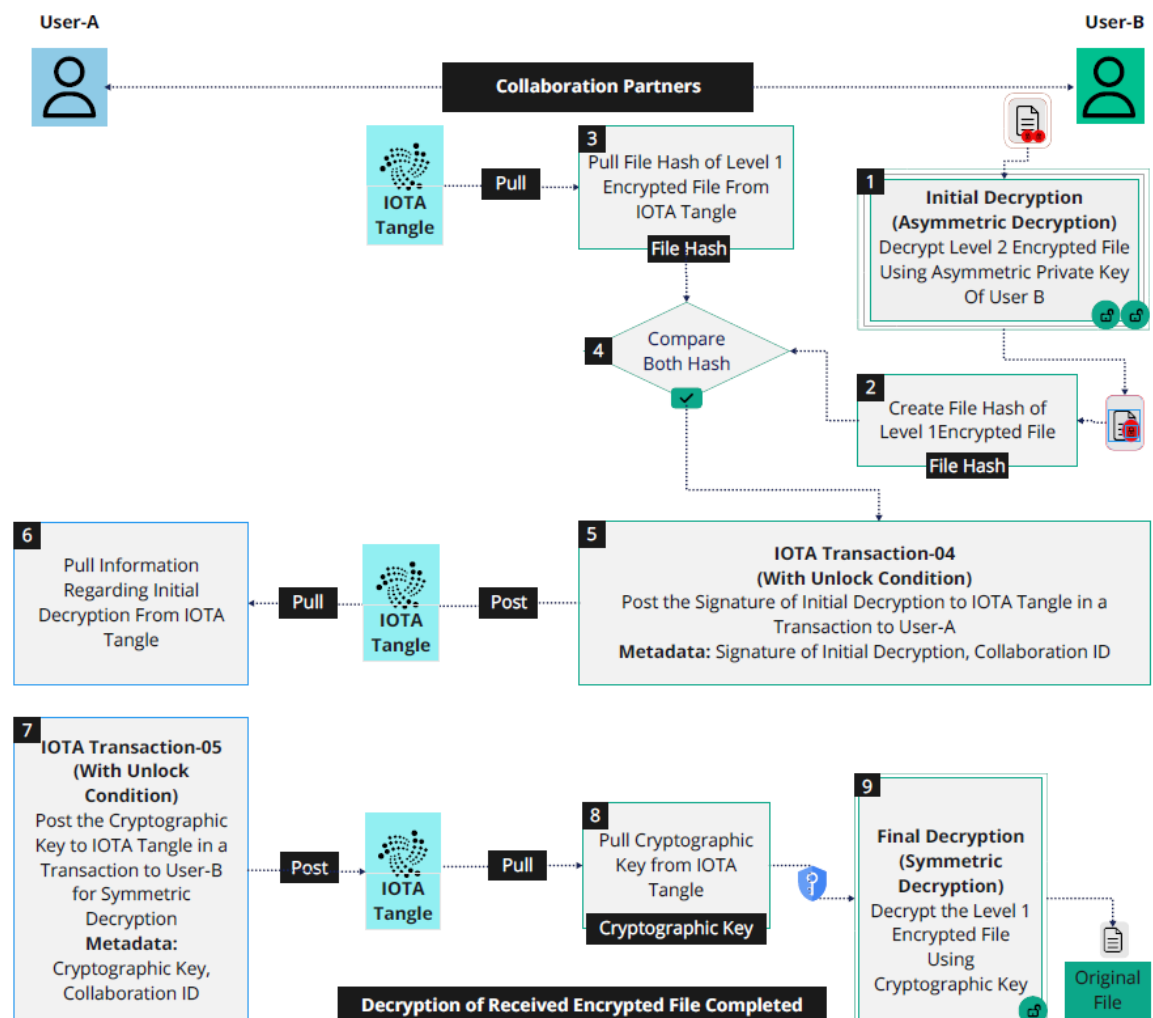 User-A
User-B
Collaboration Partners
IOTA
Tangle
Pull
3
Pull File Hash of Level 1
Encrypted File From
IOTA Tangle
File Hash
1
Initial Decryption
(Asymmetric Decryption)
Decrypt Level 2 Encrypted File
Using Asymmetric Private Key
Of User B
4
Compare
Both Hash
2
Create File Hash of
Level 1Encrypted File
File Hash
6
Pull Information
Regarding Initial
Decryption From IOTA
Tangle
Pull
IOTA
Tangle
Post
5
IOTA Transaction-04
(With Unlock Condition)
Post the Signature of Initial Decryption to IOTA Tangle in a
Transaction to User-A
Metadata: Signature of Initial Decryption, Collaboration ID
7
IOTA Transaction-05
(With Unlock
Condition)
Post the Cryptographic
Key to IOTA Tangle in a
Transaction to User-B
for Symmetric
Decryption
Metadata:
Cryptographic Key,
Collaboration ID
Post
IOTA
Tangle
Pull
8
Pull Cryptographic
Key from IOTA
Tangle
Cryptographic Key
9
Final Decryption
(Symmetric
Decryption)
Decrypt the Level 1
Encrypted File
Using
Cryptographic Key
Original
File
Decryption of Received Encrypted File Completed